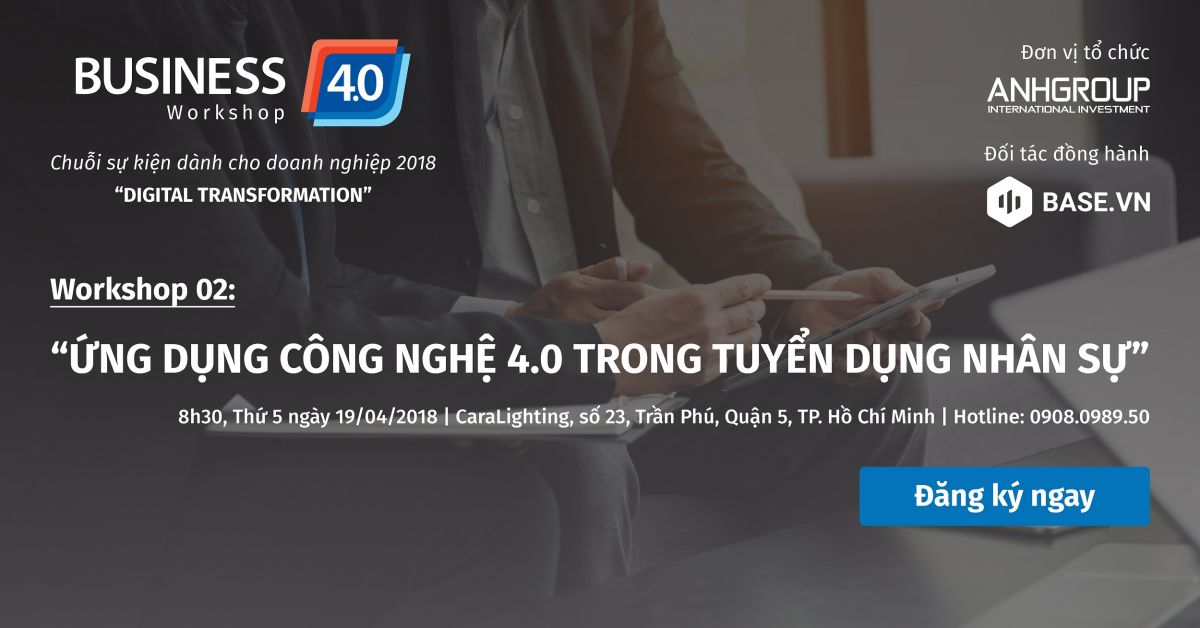 BUSINESS 4.0
Workshop
Chuỗi sự kiện dành cho doanh nghiệp 2018
“DIGITAL TRANSFORMATION”
Đơn vị tổ chức
ANHGROUP
INTERNATIONAL INVESTMENT
Đối tác đồng hành
BASE.VN
Workshop 02:
“ỨNG DỤNG CÔNG NGHỆ 4.0 TRONG TUYỂN DỤNG NHÂN SỰ”
8h30, Thứ 5 ngày 19/04/2018 | CaraLighting, số 23, Trần Phú, Quận 5, TP. Hồ Chí Minh | Hotline: 0908.0989.50
Đăng ký ngay